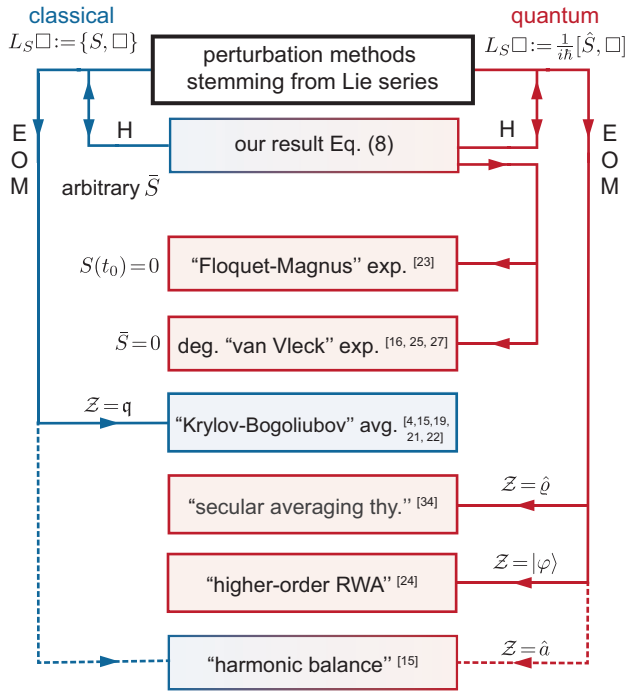 classical
quantum
L_S□:={S,□}
L_S□:=\frac{1}{iℏ}[Ŝ,□]
perturbation methods
stemming from Lie series
E
O
M
H
our result Eq. (8)
H
E
O
M
arbitrary S̄
S(t₀)=0
“Floquet-Magnus’’ exp. [23]
S̄=0
deg. “van Vleck’’ exp. [16, 25, 27]
𝒵=𝔮
“Krylov-Bogoliubov’’ avg. [4,15,19,
21, 22]
“secular averaging thy.’’ [34]
𝒵=ϱ̂
“higher-order RWA’’ [24]
𝒵=|φ⟩
“harmonic balance’’ [15]
𝒵=â